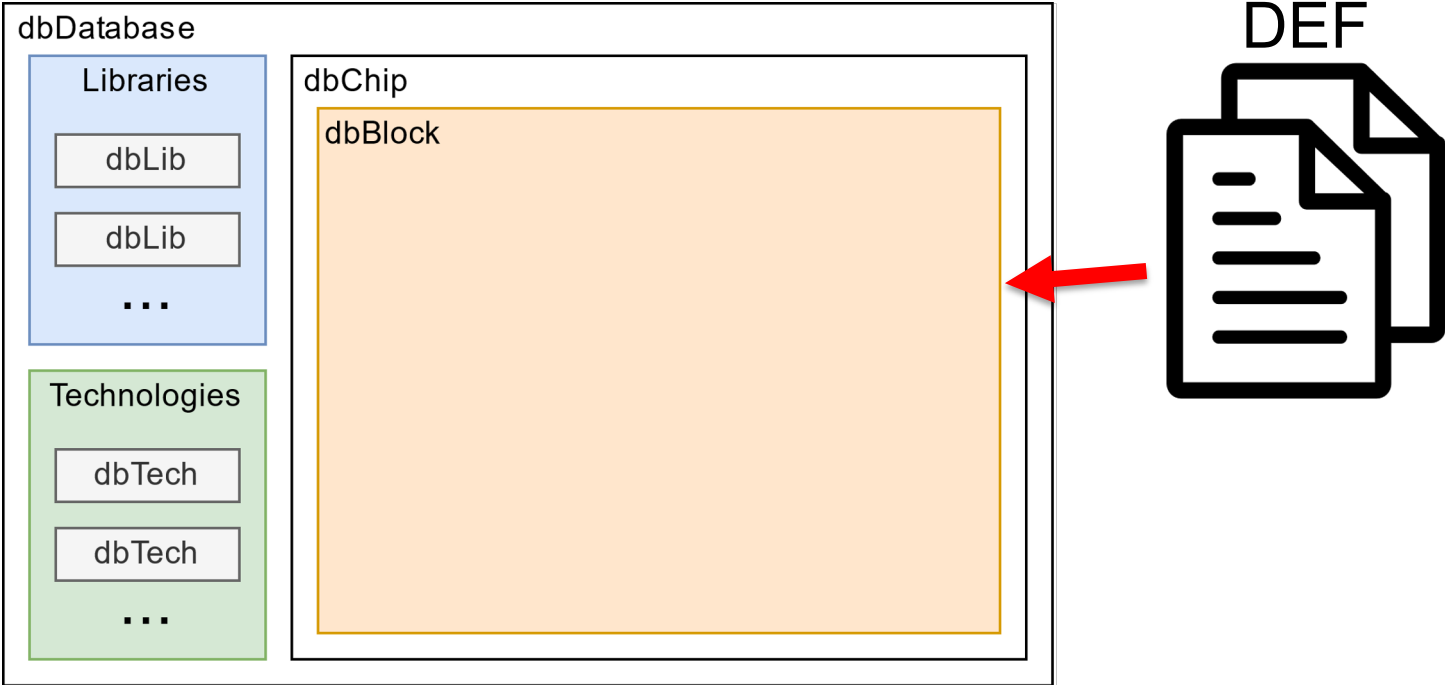 dbDatabase
Libraries
dbLib
dbLib
...
Technologies
dbTech
dbTech
...
dbChip
dbBlock
DEF